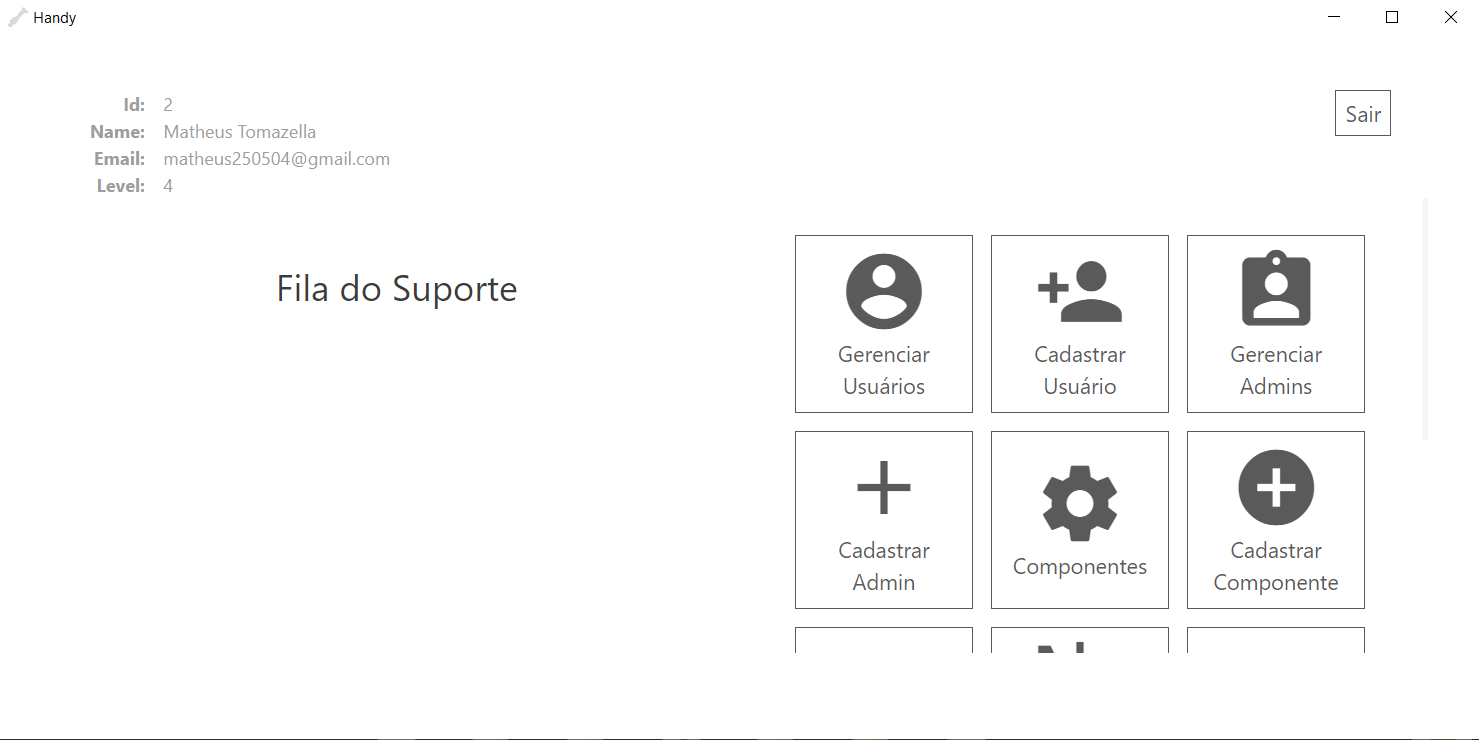 Handy
Id: 2
Name: Matheus Tomazella
Email: matheus250504@gmail.com
Level: 4
Sair
Fila do Suporte
Gerenciar
Usuários
Cadastrar
Usuário
Gerenciar
Admins
Cadastrar
Admin
Componentes
Cadastrar
Componente